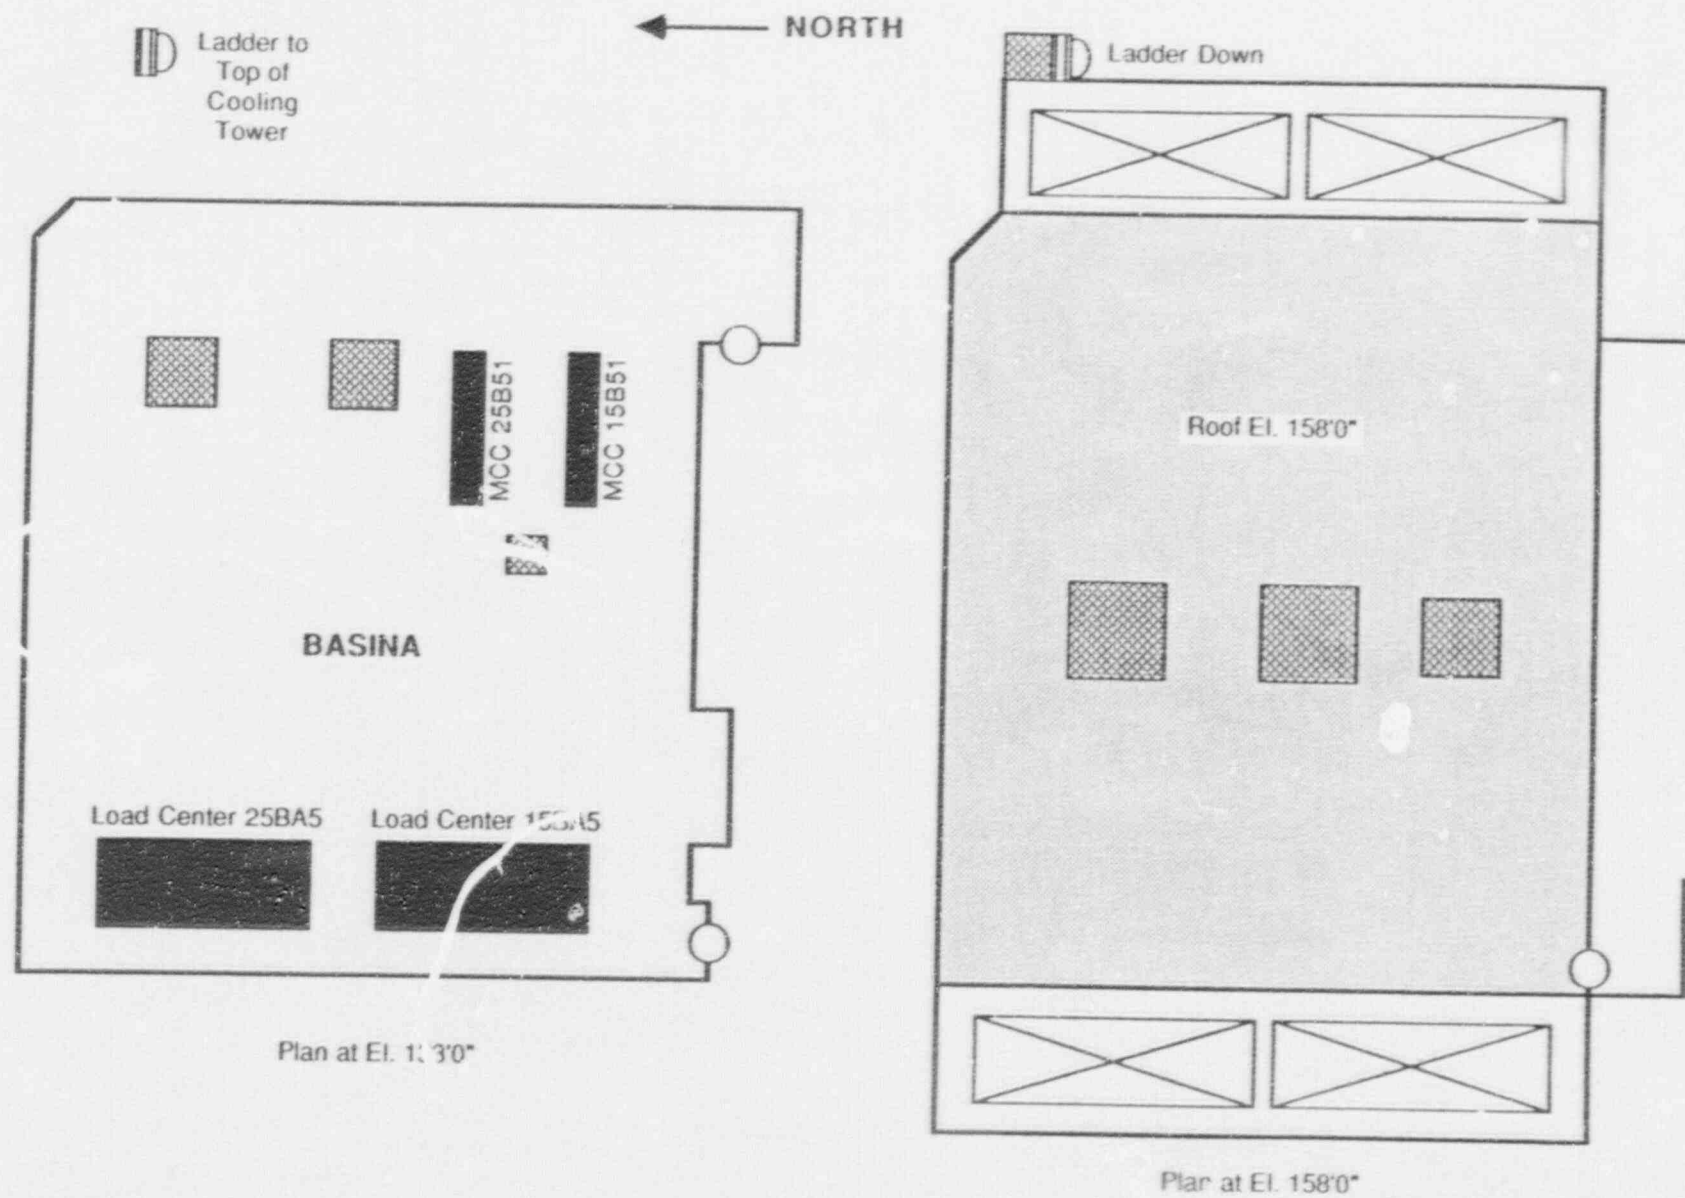 NORTH
Ladder to
Top of
Cooling
Tower
Ladder Down
MCC 25B51
MCC 15B51
Roof El. 158'0"
BASINA
Load Center 25BA5
Load Center
Plan at El.
Plan at El. 158'0"